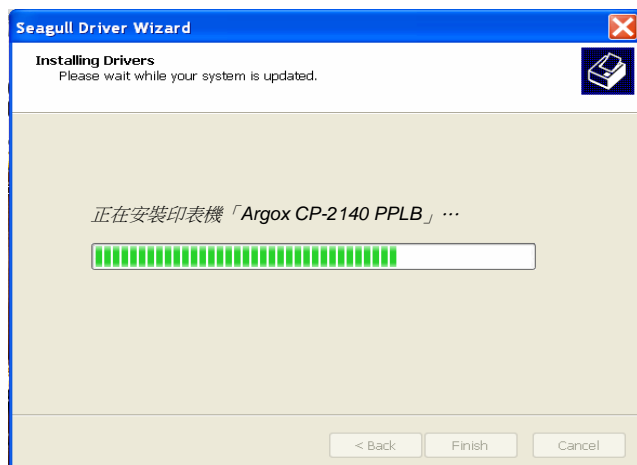 Seagull Driver Wizard
Installing Drivers
Please wait while your system is updated.
正在安裝印表機「Argox CP-2140 PPLB」…
< Back
Finish
Cancel